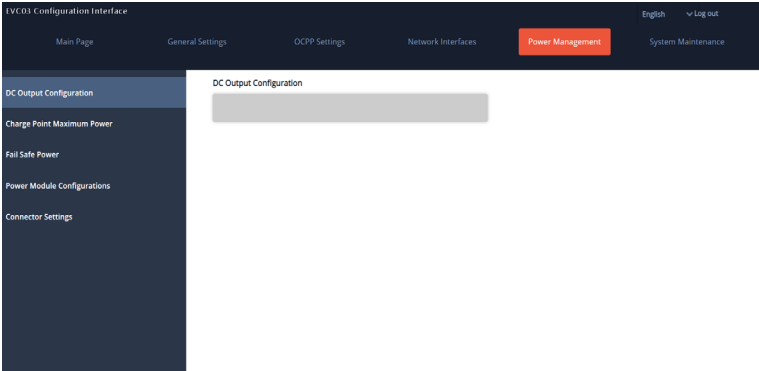 EVC03 Configuration Interface
English Log out
Main Page General Settings OCPP Settings Network Interfaces Power Management System Maintenance
DC Output Configuration
DC Output Configuration
Charge Point Maximum Power
Fail Safe Power
Power Module Configurations
Connector Settings